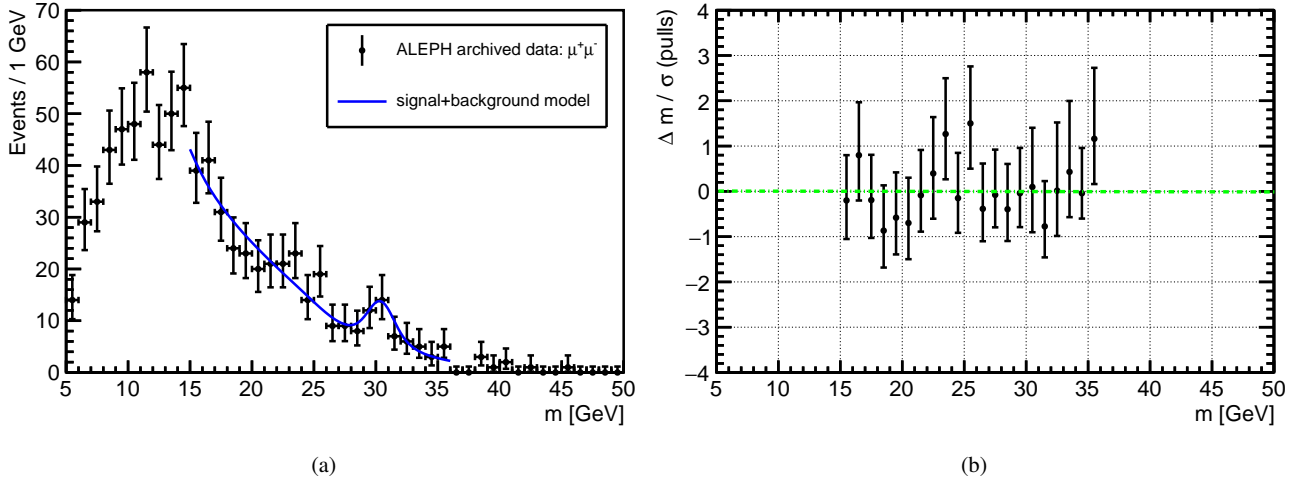 Events / 1 GeV
70
60
50
40
30
20
10
0
ALEPH archived data: μ⁺μ⁻
signal+background model
5 10 15 20 25 30 35 40 45 50
m [GeV]
(a)
Δ m / σ (pulls)
4
3
2
1
0
−1
−2
−3
−4
5 10 15 20 25 30 35 40 45 50
m [GeV]
(b)